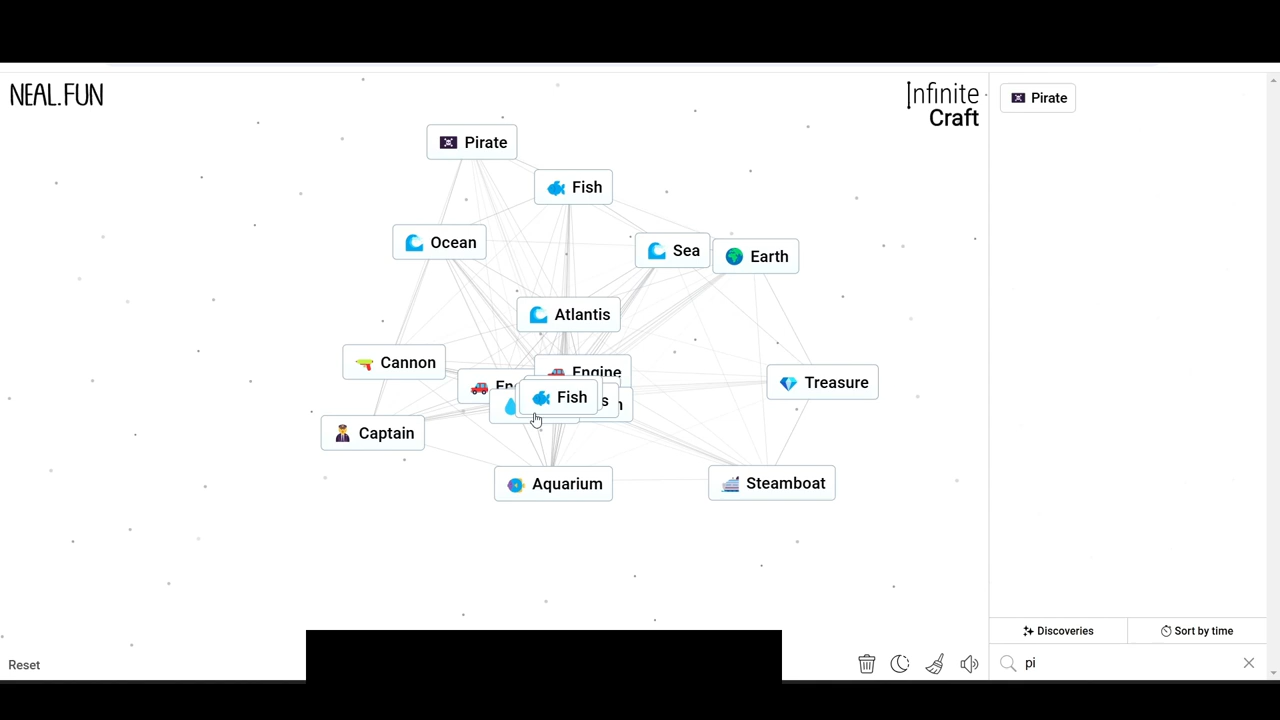 NEAL.FUN
Infinite
Craft
Pirate
Pirate
Fish
Ocean
Sea
Earth
Atlantis
Cannon
Engine
Treasure
Fish
Captain
Aquarium
Steamboat
Discoveries
Sort by time
Reset
pi